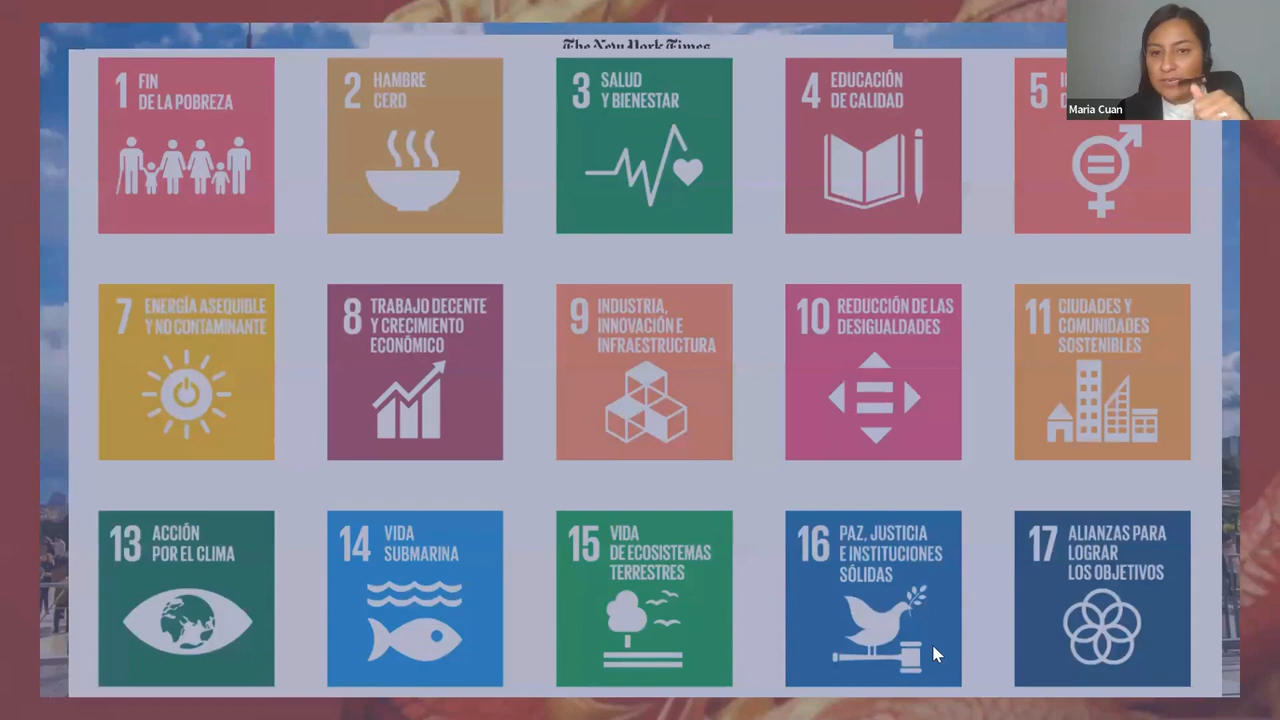 The New York Times
Maria Cuan
1 FIN
DE LA POBREZA
2 HAMBRE
CERO
3 SALUD
Y BIENESTAR
4 EDUCACIÓN
DE CALIDAD
5
7 ENERGÍA ASEQUIBLE
Y NO CONTAMINANTE
8 TRABAJO DECENTE
Y CRECIMIENTO
ECONÓMICO
9 INDUSTRIA,
INNOVACIÓN E
INFRAESTRUCTURA
10 REDUCCIÓN DE LAS
DESIGUALDADES
11 CIUDADES Y
COMUNIDADES
SOSTENIBLES
13 ACCIÓN
POR EL CLIMA
14 VIDA
SUBMARINA
15 VIDA
DE ECOSISTEMAS
TERRESTRES
16 PAZ, JUSTICIA
E INSTITUCIONES
SÓLIDAS
17 ALIANZAS PARA
LOGRAR
LOS OBJETIVOS